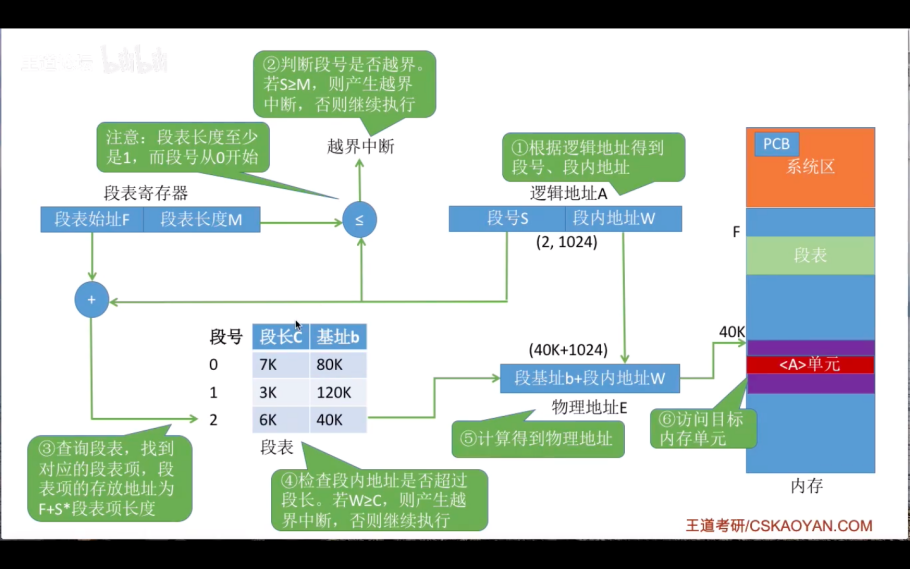 ②判断段号是否越界。
若S≥M，则产生越界
中断，否则继续执行
注意：段表长度至少
是1，而段号从0开始
越界中断
①根据逻辑地址得到
段号、段内地址
PCB
系统区
段表寄存器
逻辑地址A
段表始址F 段表长度M
≤
段号S 段内地址W
(2, 1024)
F
段表
+
段号 段长C 基址b
0 7K 80K
1 3K 120K
2 6K 40K
段表
40K
(40K+1024)
段基址b+段内地址W
物理地址E
<A>单元
③查询段表，找到
对应的段表项，段
表项的存放地址为
F+S*段表项长度
④检查段内地址是否超过
段长。若W≥C，则产生越
界中断，否则继续执行
⑤计算得到物理地址
⑥访问目标
内存单元
内存
王道考研/CSKAOYAN.COM